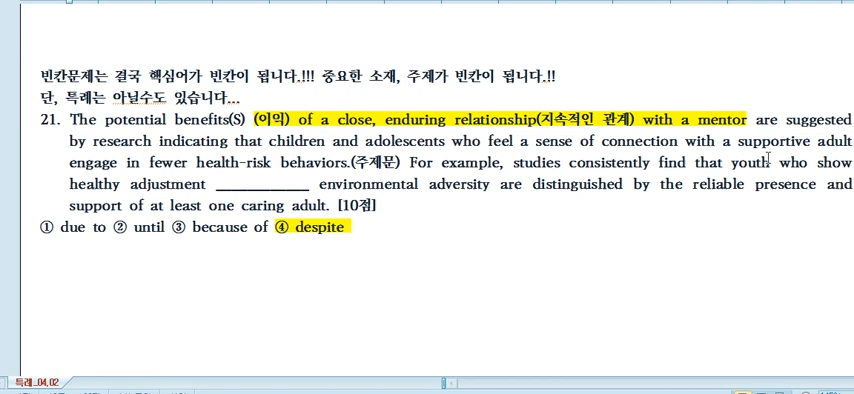 빈칸문제는 결국 핵심어가 빈칸이 됩니다.!!! 중요한 소재, 주제가 빈칸이 됩니다.!!
단, 특례는 아닐수도 있습니다...
21. The potential benefits(S) (이익) of a close, enduring relationship(지속적인 관계) with a mentor are suggested
by research indicating that children and adolescents who feel a sense of connection with a supportive adult
engage in fewer health-risk behaviors.(주제문) For example, studies consistently find that youth who show
healthy adjustment ____________ environmental adversity are distinguished by the reliable presence and
support of at least one caring adult. [10점]
① due to ② until ③ because of ④ despite
특례_04.02